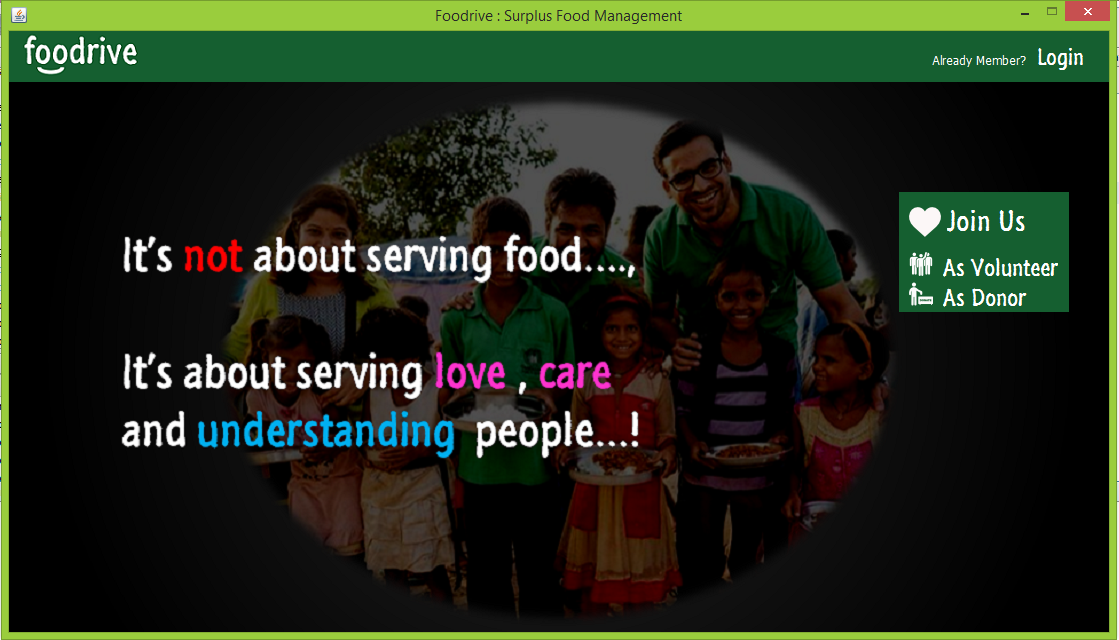 Foodrive : Surplus Food Management
foodrive
Already Member? Login
Join Us
As Volunteer
As Donor
It's not about serving food....,
It's about serving love , care
and understanding people...!